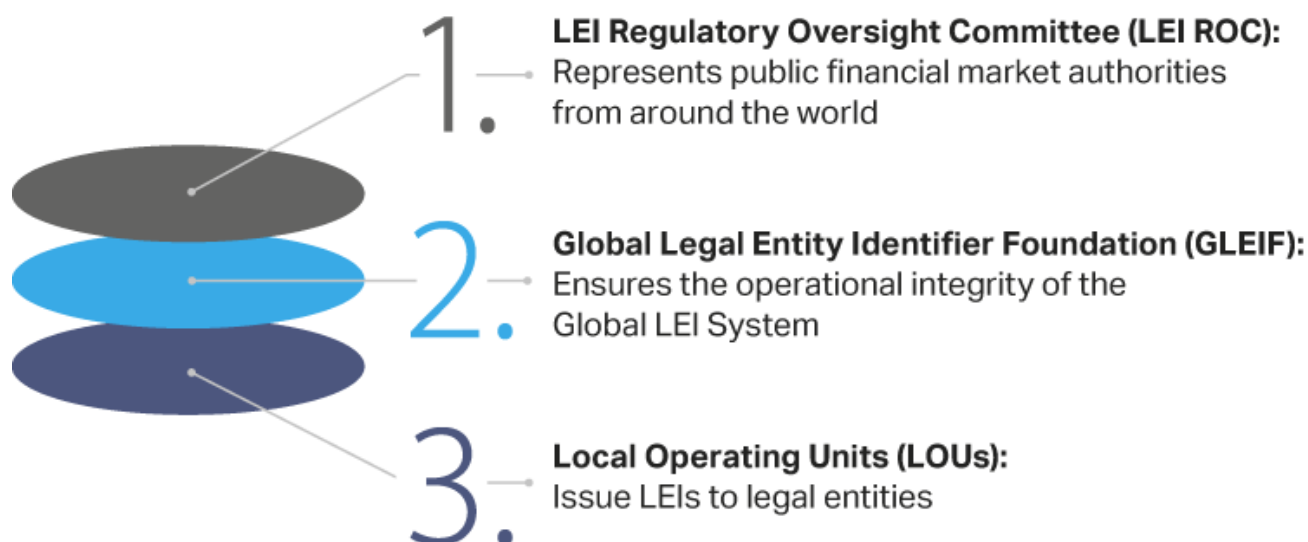 1.
LEI Regulatory Oversight Committee (LEI ROC):
Represents public financial market authorities
from around the world
2.
Global Legal Entity Identifier Foundation (GLEIF):
Ensures the operational integrity of the
Global LEI System
3.
Local Operating Units (LOUs):
Issue LEIs to legal entities